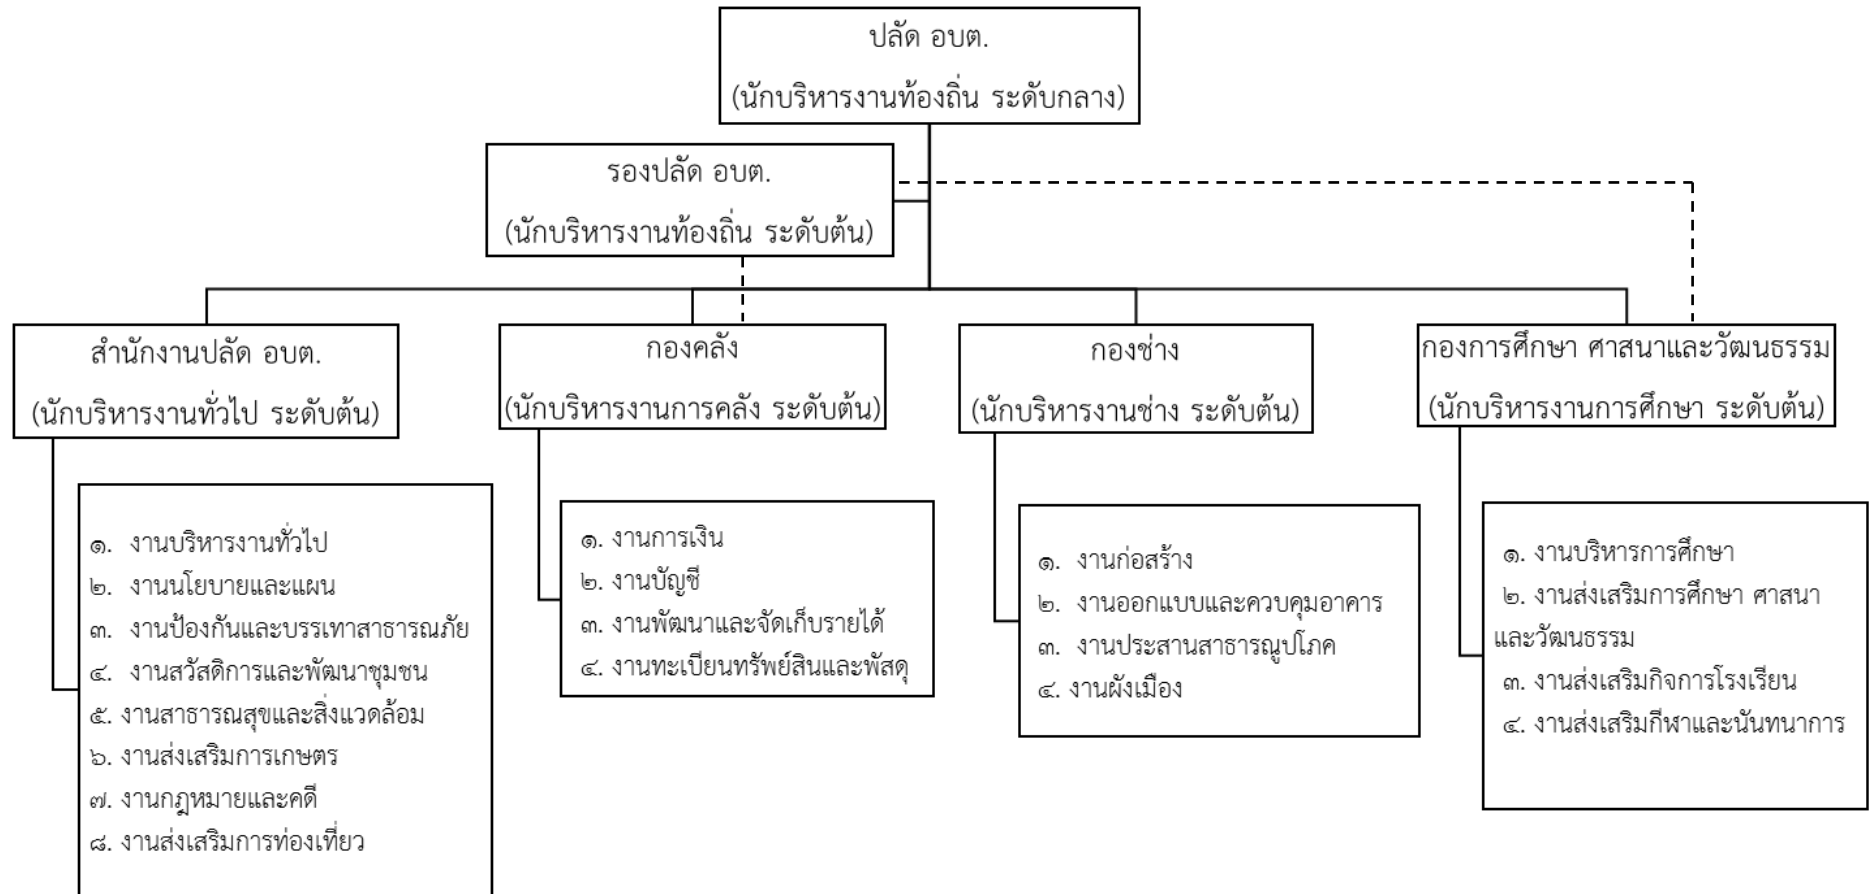 ปลัด อบต.
(นักบริหารงานท้องถิ่น ระดับกลาง)
รองปลัด อบต.
(นักบริหารงานท้องถิ่น ระดับต้น)
สำนักงานปลัด อบต.
(นักบริหารงานทั่วไป ระดับต้น)
กองคลัง
(นักบริหารงานการคลัง ระดับต้น)
กองช่าง
(นักบริหารงานช่าง ระดับต้น)
กองการศึกษา ศาสนาและวัฒนธรรม
(นักบริหารงานการศึกษา ระดับต้น)
๑. งานบริหารงานทั่วไป
๒. งานนโยบายและแผน
๓. งานป้องกันและบรรเทาสาธารณภัย
๔. งานสวัสดิการและพัฒนาชุมชน
๕. งานสาธารณสุขและสิ่งแวดล้อม
๖. งานส่งเสริมการเกษตร
๗. งานกฎหมายและคดี
๘. งานส่งเสริมการท่องเที่ยว
๑. งานการเงิน
๒. งานบัญชี
๓. งานพัฒนาและจัดเก็บรายได้
๔. งานทะเบียนทรัพย์สินและพัสดุ
๑. งานก่อสร้าง
๒. งานออกแบบและควบคุมอาคาร
๓. งานประสานสาธารณูปโภค
๔. งานผังเมือง
๑. งานบริหารการศึกษา
๒. งานส่งเสริมการศึกษา ศาสนา
และวัฒนธรรม
๓. งานส่งเสริมกิจการโรงเรียน
๔. งานส่งเสริมกีฬาและนันทนาการ